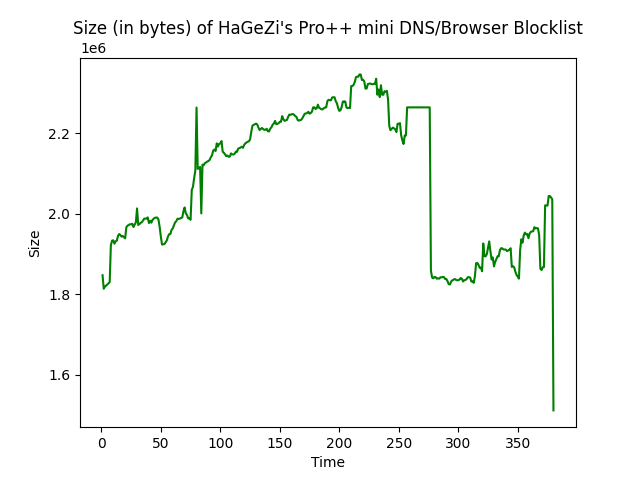 Size (in bytes) of HaGeZi's Pro++ mini DNS/Browser Blocklist
1e6
2.2
2.0
1.8
1.6
Size
0 50 100 150 200 250 300 350
Time